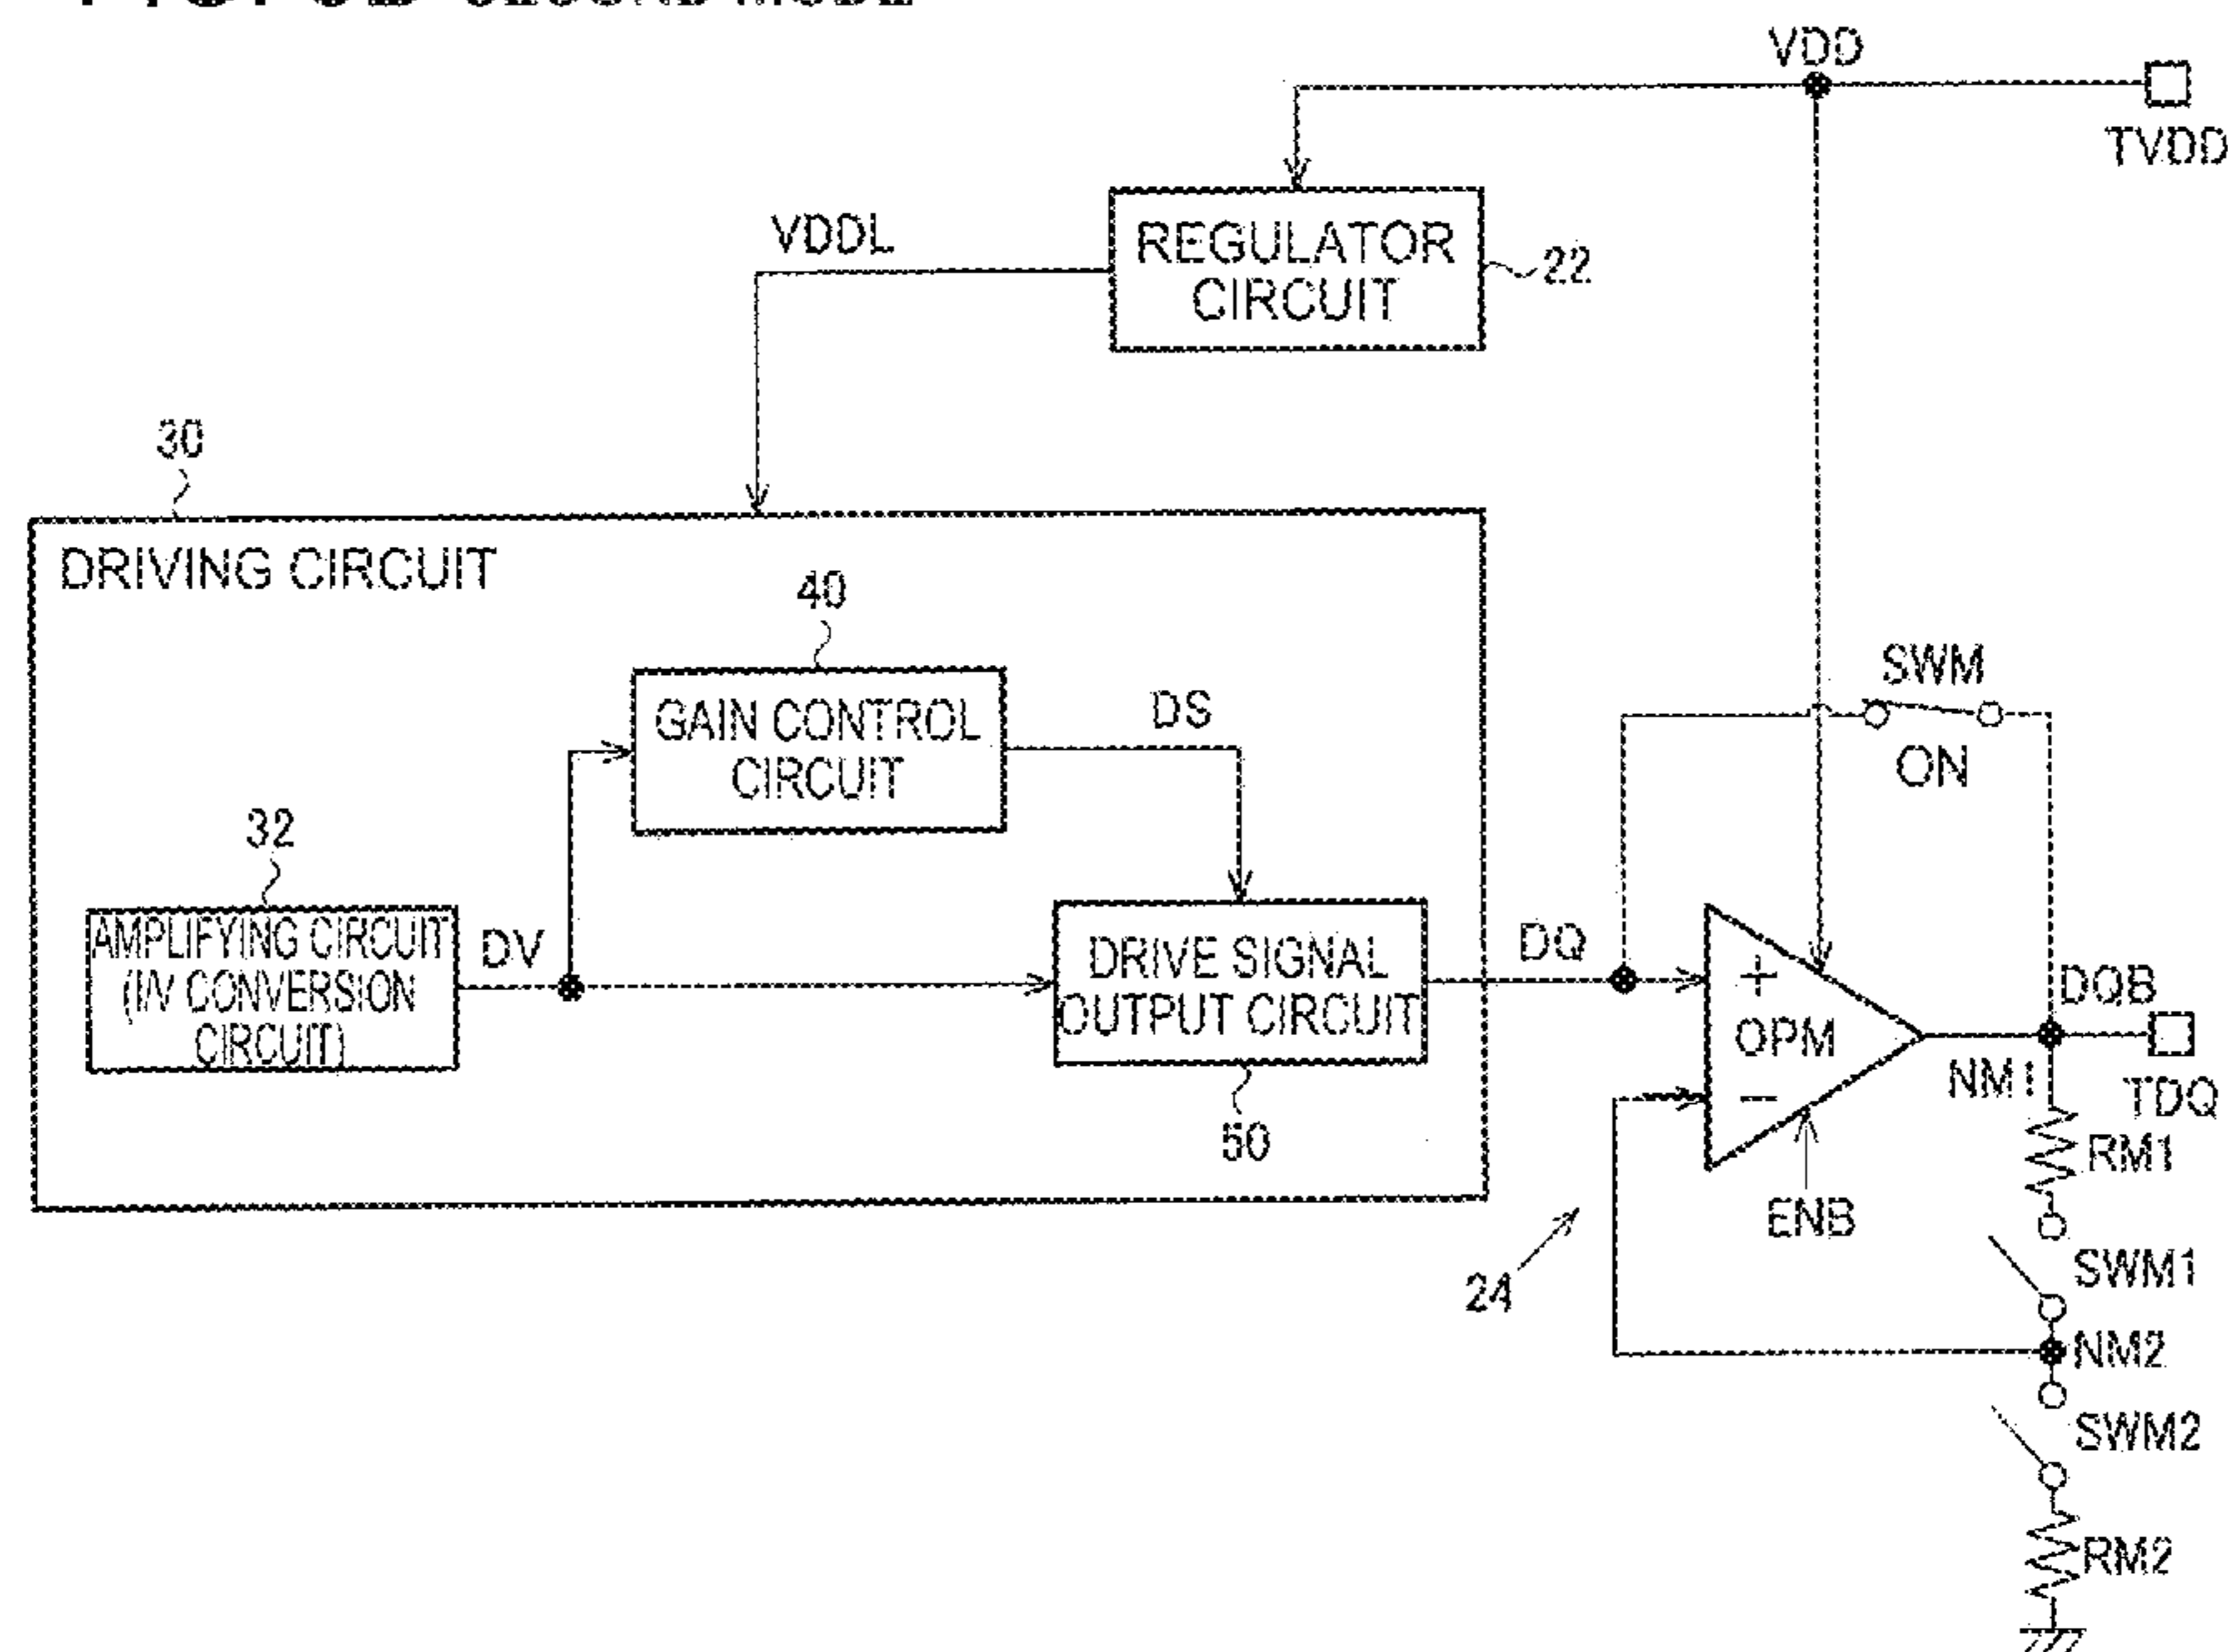 VDD
TVDD
VDDL
REGULATOR
CIRCUIT
22
30
DRIVING CIRCUIT
40
GAIN CONTROL
CIRCUIT
DS
SWM
ON
32
AMPLIFYING CIRCUIT
(I/V CONVERSION
CIRCUIT)
DV
DRIVE SIGNAL
OUTPUT CIRCUIT
50
DQ
+
OPM
−
ENB
24
DQB
NM1
TDQ
RM1
SWM1
NM2
SWM2
RM2